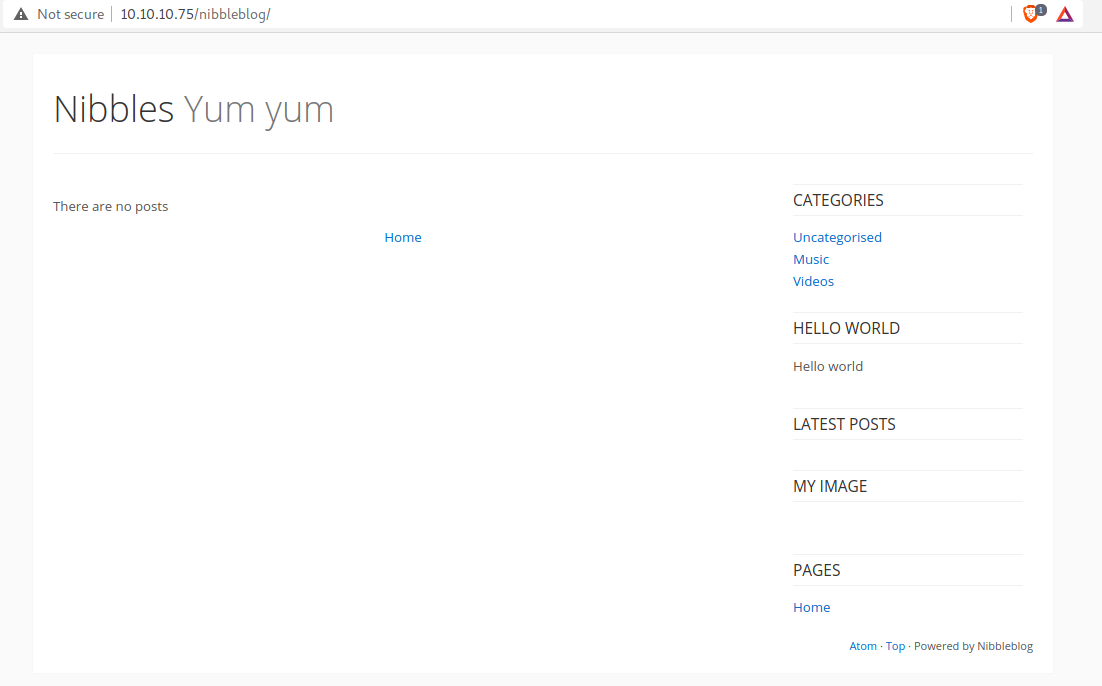 Not secure 10.10.10.75/nibbleblog/
1
Nibbles Yum yum
There are no posts
Home
CATEGORIES
Uncategorised
Music
Videos
HELLO WORLD
Hello world
LATEST POSTS
MY IMAGE
PAGES
Home
Atom · Top · Powered by Nibbleblog